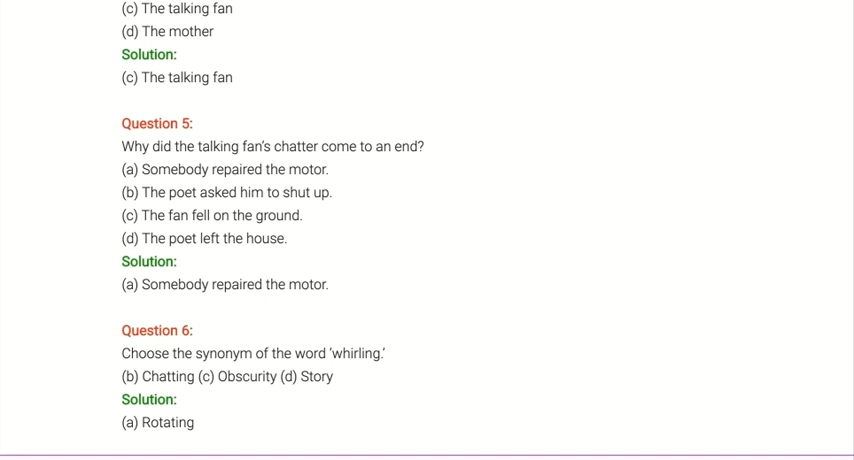 (c) The talking fan
(d) The mother
Solution:
(c) The talking fan
Question 5:
Why did the talking fan's chatter come to an end?
(a) Somebody repaired the motor.
(b) The poet asked him to shut up.
(c) The fan fell on the ground.
(d) The poet left the house.
Solution:
(a) Somebody repaired the motor.
Question 6:
Choose the synonym of the word 'whirling.'
(b) Chatting (c) Obscurity (d) Story
Solution:
(a) Rotating